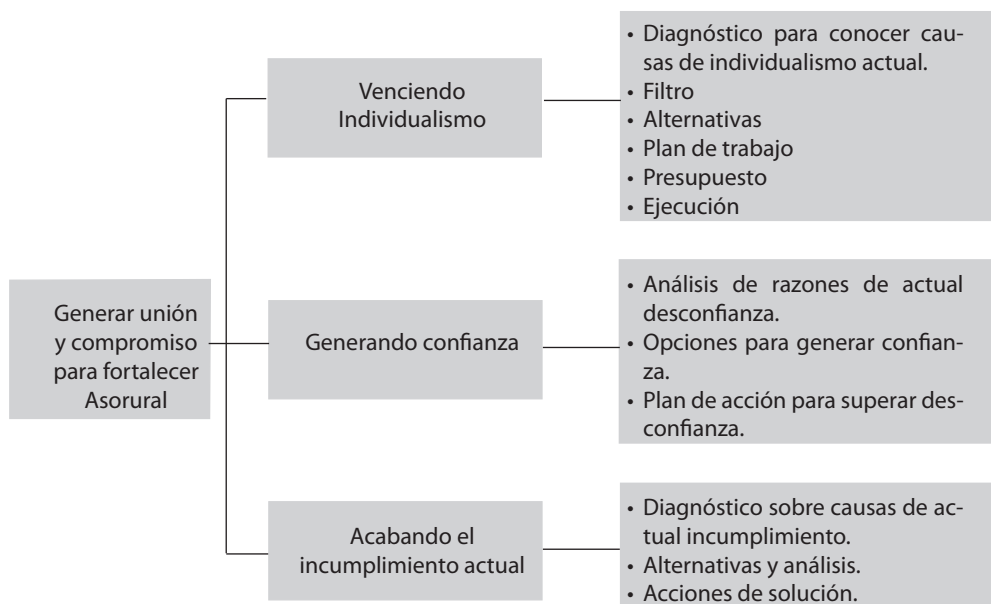 Generar unión
y compromiso
para fortalecer
Asorural
Venciendo
Individualismo
• Diagnóstico para conocer cau-
sas de individualismo actual.
• Filtro
• Alternativas
• Plan de trabajo
• Presupuesto
• Ejecución
Generando confianza
• Análisis de razones de actual
desconfianza.
• Opciones para generar confian-
za.
• Plan de acción para superar des-
confianza.
Acabando el
incumplimiento actual
• Diagnóstico sobre causas de ac-
tual incumplimiento.
• Alternativas y análisis.
• Acciones de solución.